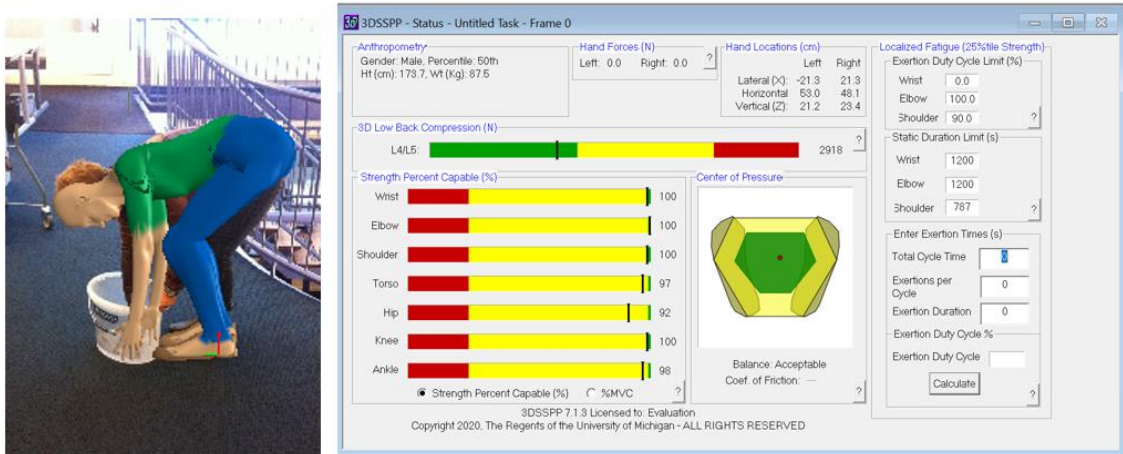 3DSSPP - Status - Untitled Task - Frame 0
Anthropometry
Gender: Male, Percentile: 50th
Ht (cm): 173.7, Wt (Kg): 87.5
Hand Forces (N)
Left: 0.0 Right: 0.0 ?
Hand Locations (cm)
Left Right
Lateral (X): -21.3 21.3
Horizontal 53.0 48.1
Vertical (Z): 21.2 23.4
3D Low Back Compression (N)
L4/L5: 2918 ?
Strength Percent Capable (%)
Wrist 100
Elbow 100
Shoulder 100
Torso 97
Hip 92
Knee 100
Ankle 98
Strength Percent Capable (%) %MVC ?
Center of Pressure
Balance: Acceptable
Coef. of Friction: ---
?
Localized Fatigue (25%tile Strength)
Exertion Duty Cycle Limit (%)
Wrist 0.0
Elbow 100.0
Shoulder 90.0 ?
Static Duration Limit (s)
Wrist 1200
Elbow 1200
Shoulder 787 ?
Enter Exertion Times (s)
Total Cycle Time 0
Exertions per 0
Cycle
Exertion Duration 0
Exertion Duty Cycle %
Exertion Duty Cycle
Calculate
?
3DSSPP 7.1.3 Licensed to: Evaluation
Copyright 2020, The Regents of the University of Michigan - ALL RIGHTS RESERVED